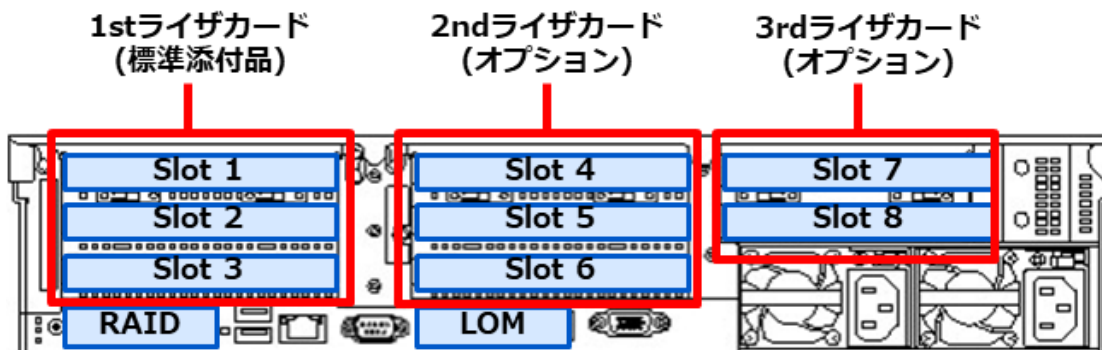 1stライザカード
(標準添付品)
2ndライザカード
(オプション)
3rdライザカード
(オプション)
Slot 1
Slot 4
Slot 7
Slot 2
Slot 5
Slot 8
Slot 3
Slot 6
RAID
LOM